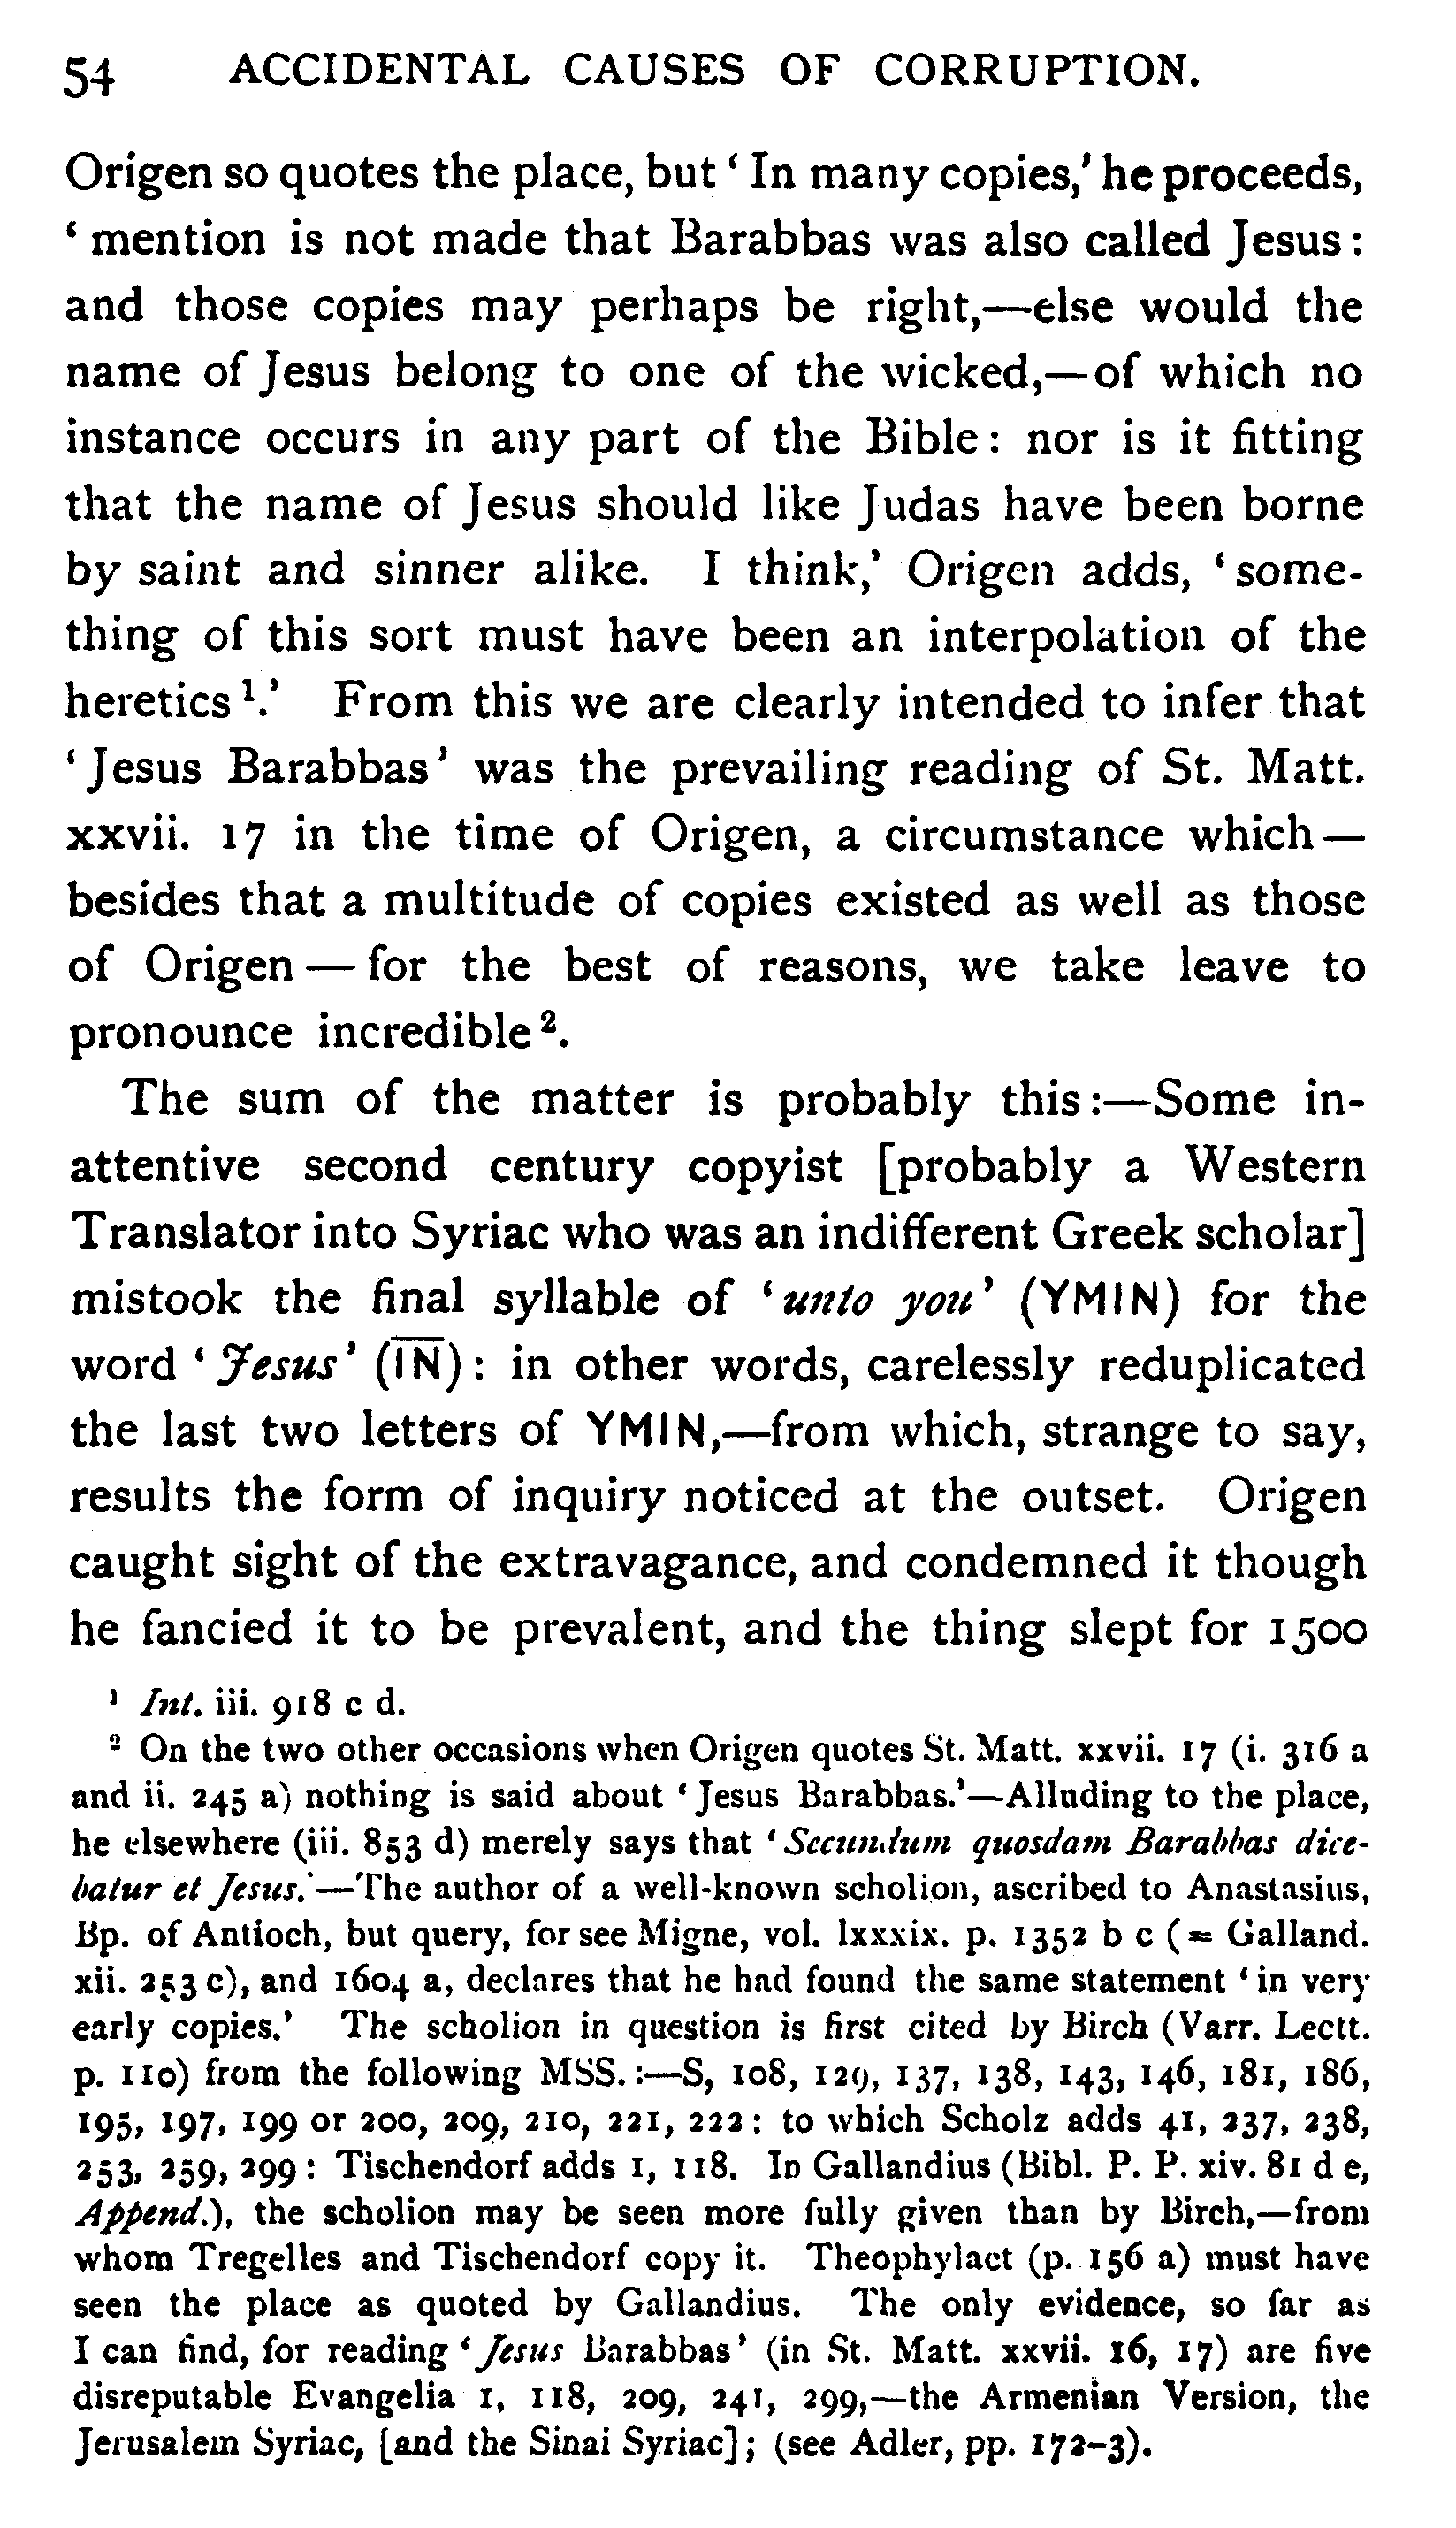 54 ACCIDENTAL CAUSES OF CORRUPTION.
Origen so quotes the place, but ‘ In many copies,’ he proceeds,
‘ mention is not made that Barabbas was also called Jesus :
and those copies may perhaps be right,—else would the
name of Jesus belong to one of the wicked,—of which no
instance occurs in any part of the Bible : nor is it fitting
that the name of Jesus should like Judas have been borne
by saint and sinner alike. I think,’ Origen adds, ‘ some-
thing of this sort must have been an interpolation of the
heretics ¹.’ From this we are clearly intended to infer that
‘ Jesus Barabbas ’ was the prevailing reading of St. Matt.
xxvii. 17 in the time of Origen, a circumstance which —
besides that a multitude of copies existed as well as those
of Origen — for the best of reasons, we take leave to
pronounce incredible ².
The sum of the matter is probably this :—Some in-
attentive second century copyist [probably a Western
Translator into Syriac who was an indifferent Greek scholar]
mistook the final syllable of ‘ unto you ’ (ΥΜΙΝ) for the
word ‘ Jesus ’ (Ι̅Ν̅) : in other words, carelessly reduplicated
the last two letters of ΥΜΙΝ,—from which, strange to say,
results the form of inquiry noticed at the outset. Origen
caught sight of the extravagance, and condemned it though
he fancied it to be prevalent, and the thing slept for 1500
¹ Int. iii. 918 c d.
² On the two other occasions when Origen quotes St. Matt. xxvii. 17 (i. 316 a
and ii. 245 a) nothing is said about ‘ Jesus Barabbas.’—Alluding to the place,
he elsewhere (iii. 853 d) merely says that ‘ Secundum quosdam Barabbas dice-
batur et Jesus.’—The author of a well-known scholion, ascribed to Anastasius,
Bp. of Antioch, but query, for see Migne, vol. lxxxix. p. 1352 b c (= Galland.
xii. 253 c), and 1604 a, declares that he had found the same statement ‘ in very
early copies.’ The scholion in question is first cited by Birch (Varr. Lectt.
p. 110) from the following MSS. :—S, 108, 129, 137, 138, 143, 146, 181, 186,
195, 197, 199 or 200, 209, 210, 221, 222 : to which Scholz adds 41, 237, 238,
253, 259, 299 : Tischendorf adds 1, 118. In Gallandius (Bibl. P. P. xiv. 81 d e,
Append.), the scholion may be seen more fully given than by Birch,—from
whom Tregelles and Tischendorf copy it. Theophylact (p. 156 a) must have
seen the place as quoted by Gallandius. The only evidence, so far as
I can find, for reading ‘ Jesus Barabbas ’ (in St. Matt. xxvii. 16, 17) are five
disreputable Evangelia 1, 118, 209, 241, 299,—the Armenian Version, the
Jerusalem Syriac, [and the Sinai Syriac] ; (see Adler, pp. 172-3).